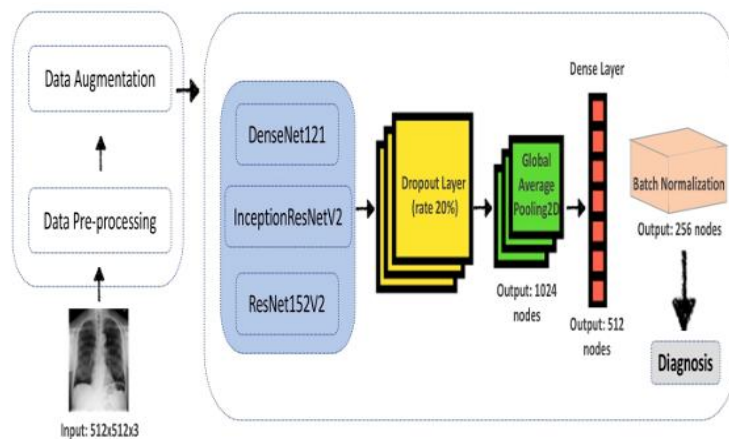 Data Augmentation
Data Pre-processing
Input: 512x512x3
DenseNet121
InceptionResNetV2
ResNet152V2
Dropout Layer
(rate 20%)
Global
Average
Pooling2D
Output: 1024
nodes
Dense Layer
Output: 512
nodes
Batch Normalization
Output: 256 nodes
Diagnosis